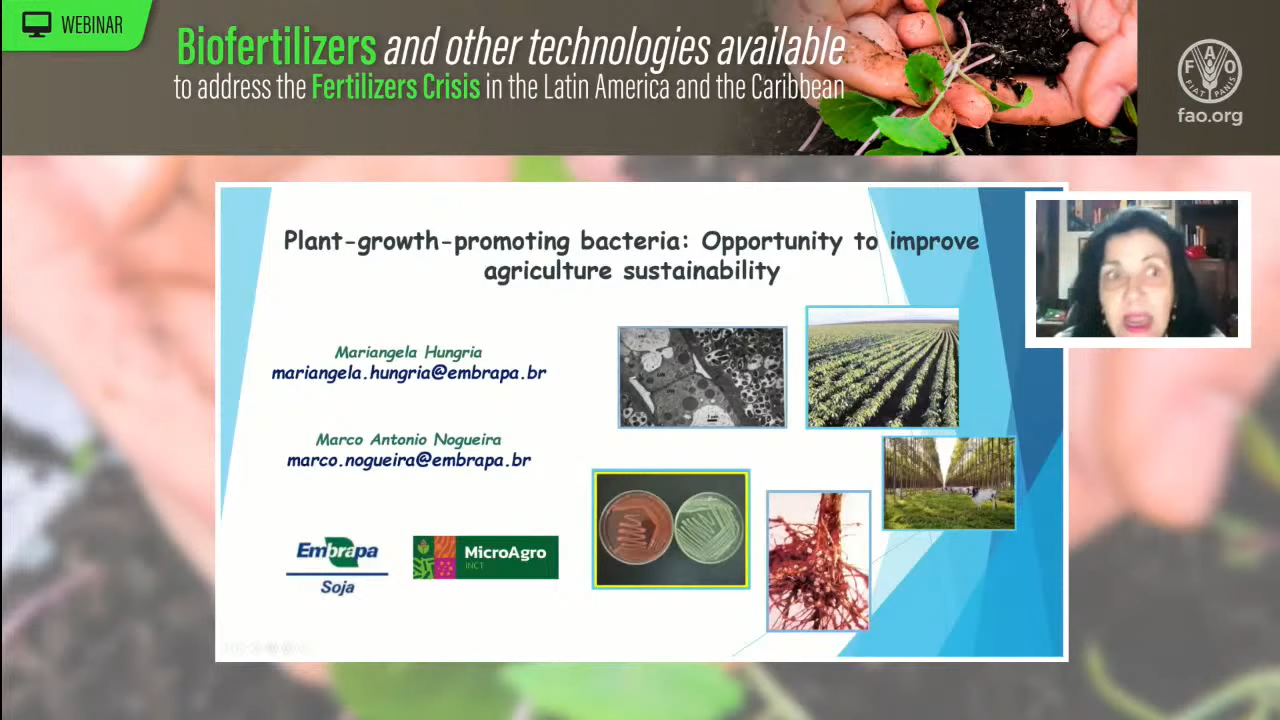 WEBINAR
Biofertilizers and other technologies available
to address the Fertilizers Crisis in the Latin America and the Caribbean
FAO
FIAT PANIS
fao.org
Plant-growth-promoting bacteria: Opportunity to improve
agriculture sustainability
Mariangela Hungria
mariangela.hungria@embrapa.br
Marco Antonio Nogueira
marco.nogueira@embrapa.br
Embrapa
Soja
MicroAgro
INCT